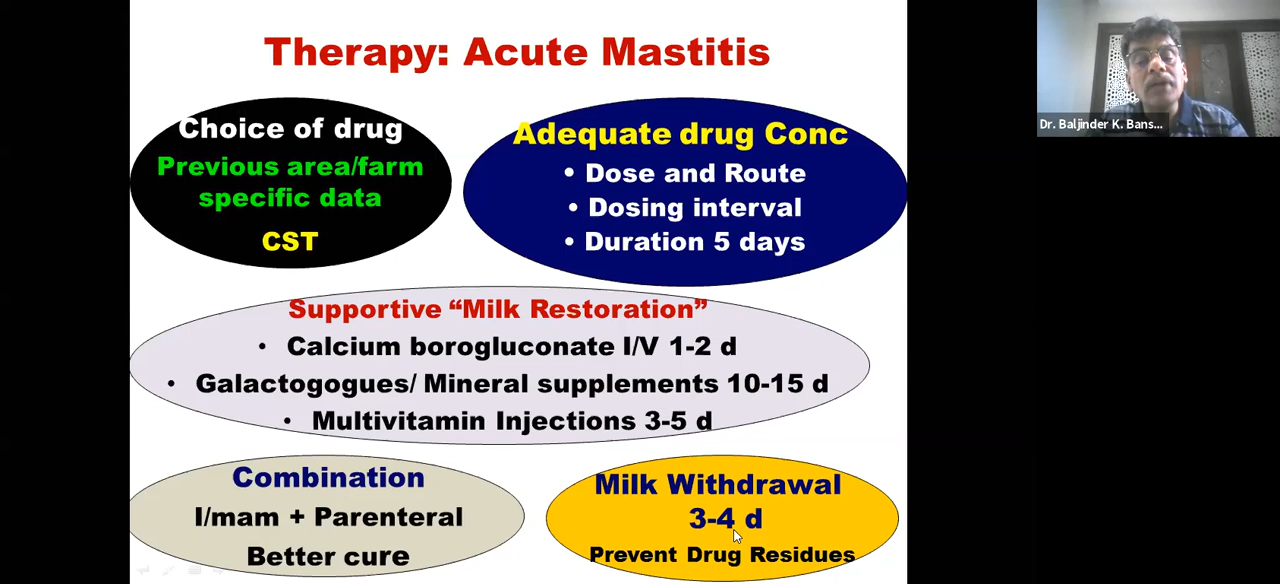 Therapy: Acute Mastitis
Choice of drug
Previous area/farm
specific data
CST
Adequate drug Conc
• Dose and Route
• Dosing interval
• Duration 5 days
Supportive “Milk Restoration”
• Calcium borogluconate I/V 1-2 d
• Galactogogues/ Mineral supplements 10-15 d
• Multivitamin Injections 3-5 d
Combination
I/mam + Parenteral
Better cure
Milk Withdrawal
3-4 d
Prevent Drug Residues
Dr. Baljinder K. Bans...